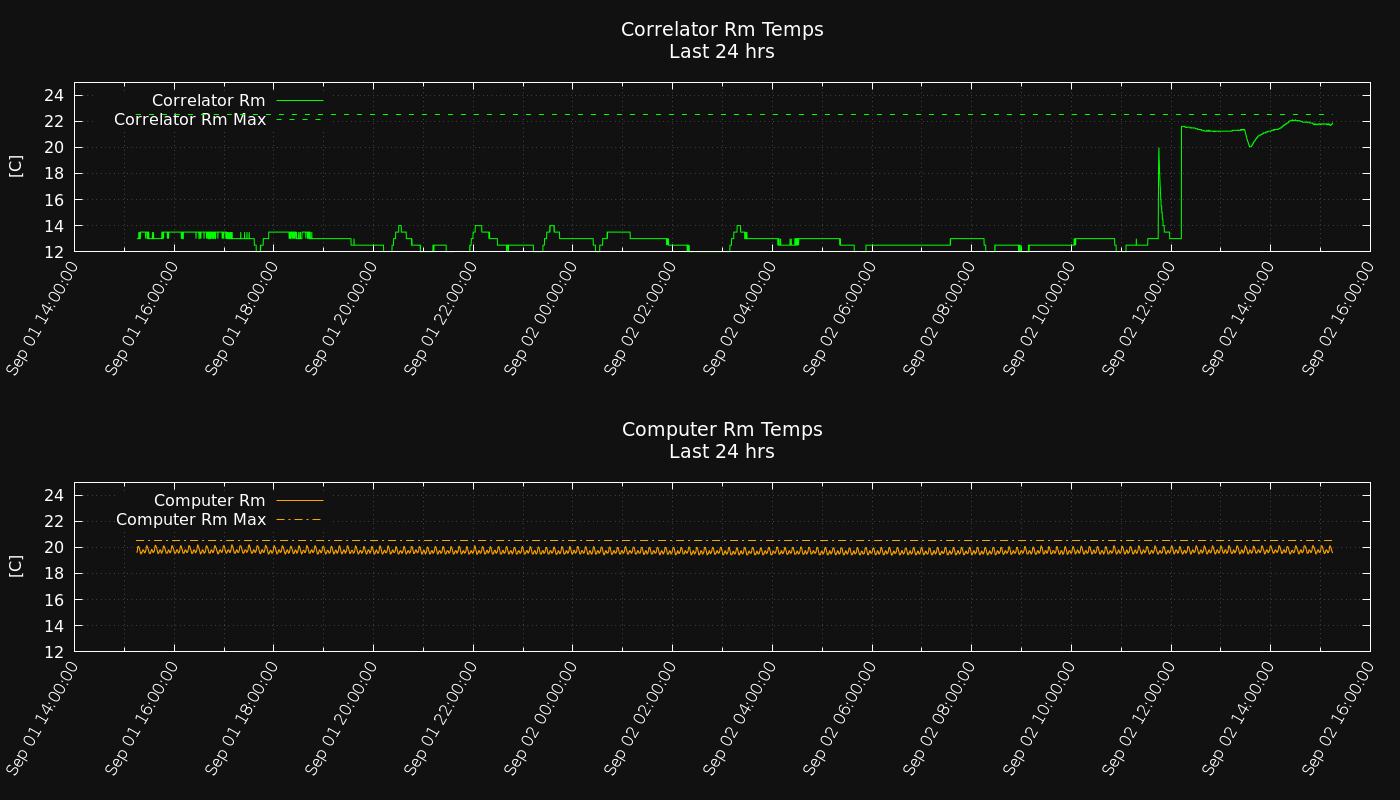 Correlator Rm Temps
Last 24 hrs
Correlator Rm
Correlator Rm Max
24
22
20
18
16
14
12
[C]
Sep 01 14:00:00
Sep 01 16:00:00
Sep 01 18:00:00
Sep 01 20:00:00
Sep 01 22:00:00
Sep 02 00:00:00
Sep 02 02:00:00
Sep 02 04:00:00
Sep 02 06:00:00
Sep 02 08:00:00
Sep 02 10:00:00
Sep 02 12:00:00
Sep 02 14:00:00
Sep 02 16:00:00
Computer Rm Temps
Last 24 hrs
Computer Rm
Computer Rm Max
24
22
20
18
16
14
12
[C]
Sep 01 14:00:00
Sep 01 16:00:00
Sep 01 18:00:00
Sep 01 20:00:00
Sep 01 22:00:00
Sep 02 00:00:00
Sep 02 02:00:00
Sep 02 04:00:00
Sep 02 06:00:00
Sep 02 08:00:00
Sep 02 10:00:00
Sep 02 12:00:00
Sep 02 14:00:00
Sep 02 16:00:00